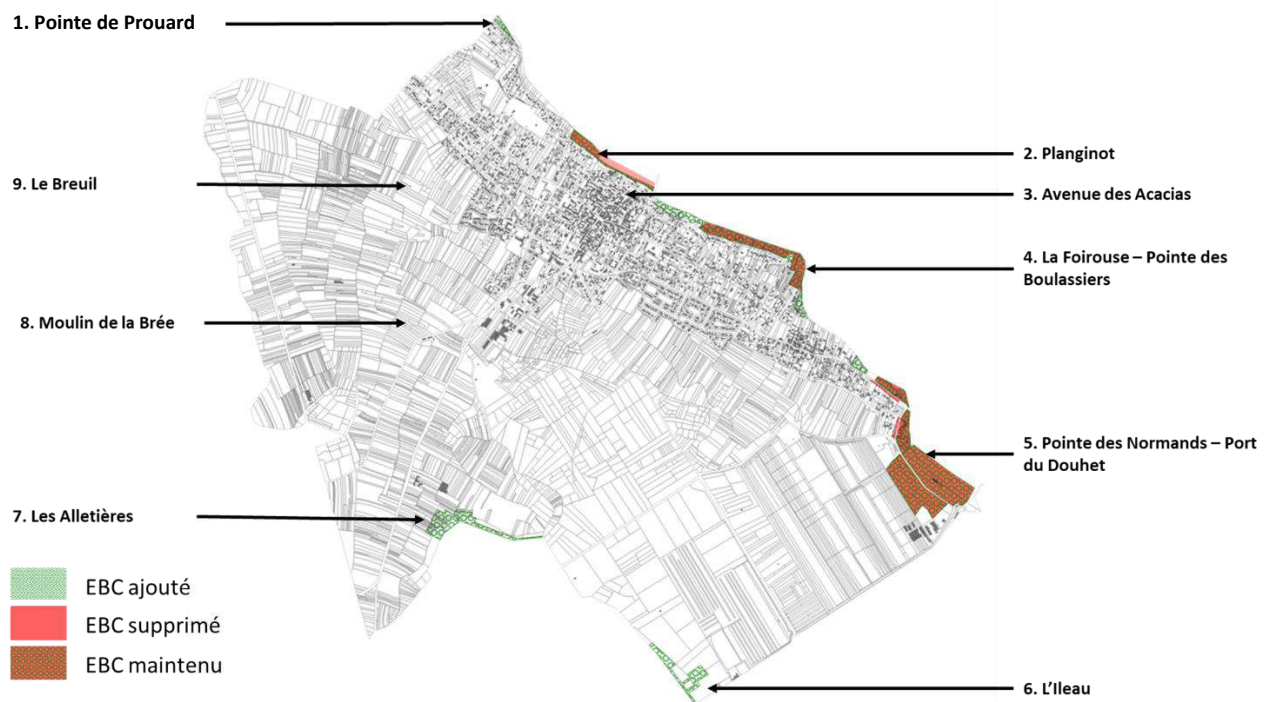 1. Pointe de Prouard
2. Planginot
9. Le Breuil
3. Avenue des Acacias
4. La Foirouse – Pointe des
Boulassiers
8. Moulin de la Brée
5. Pointe des Normands – Port
du Douhet
7. Les Alletières
EBC ajouté
EBC supprimé
EBC maintenu
6. L'Ileau